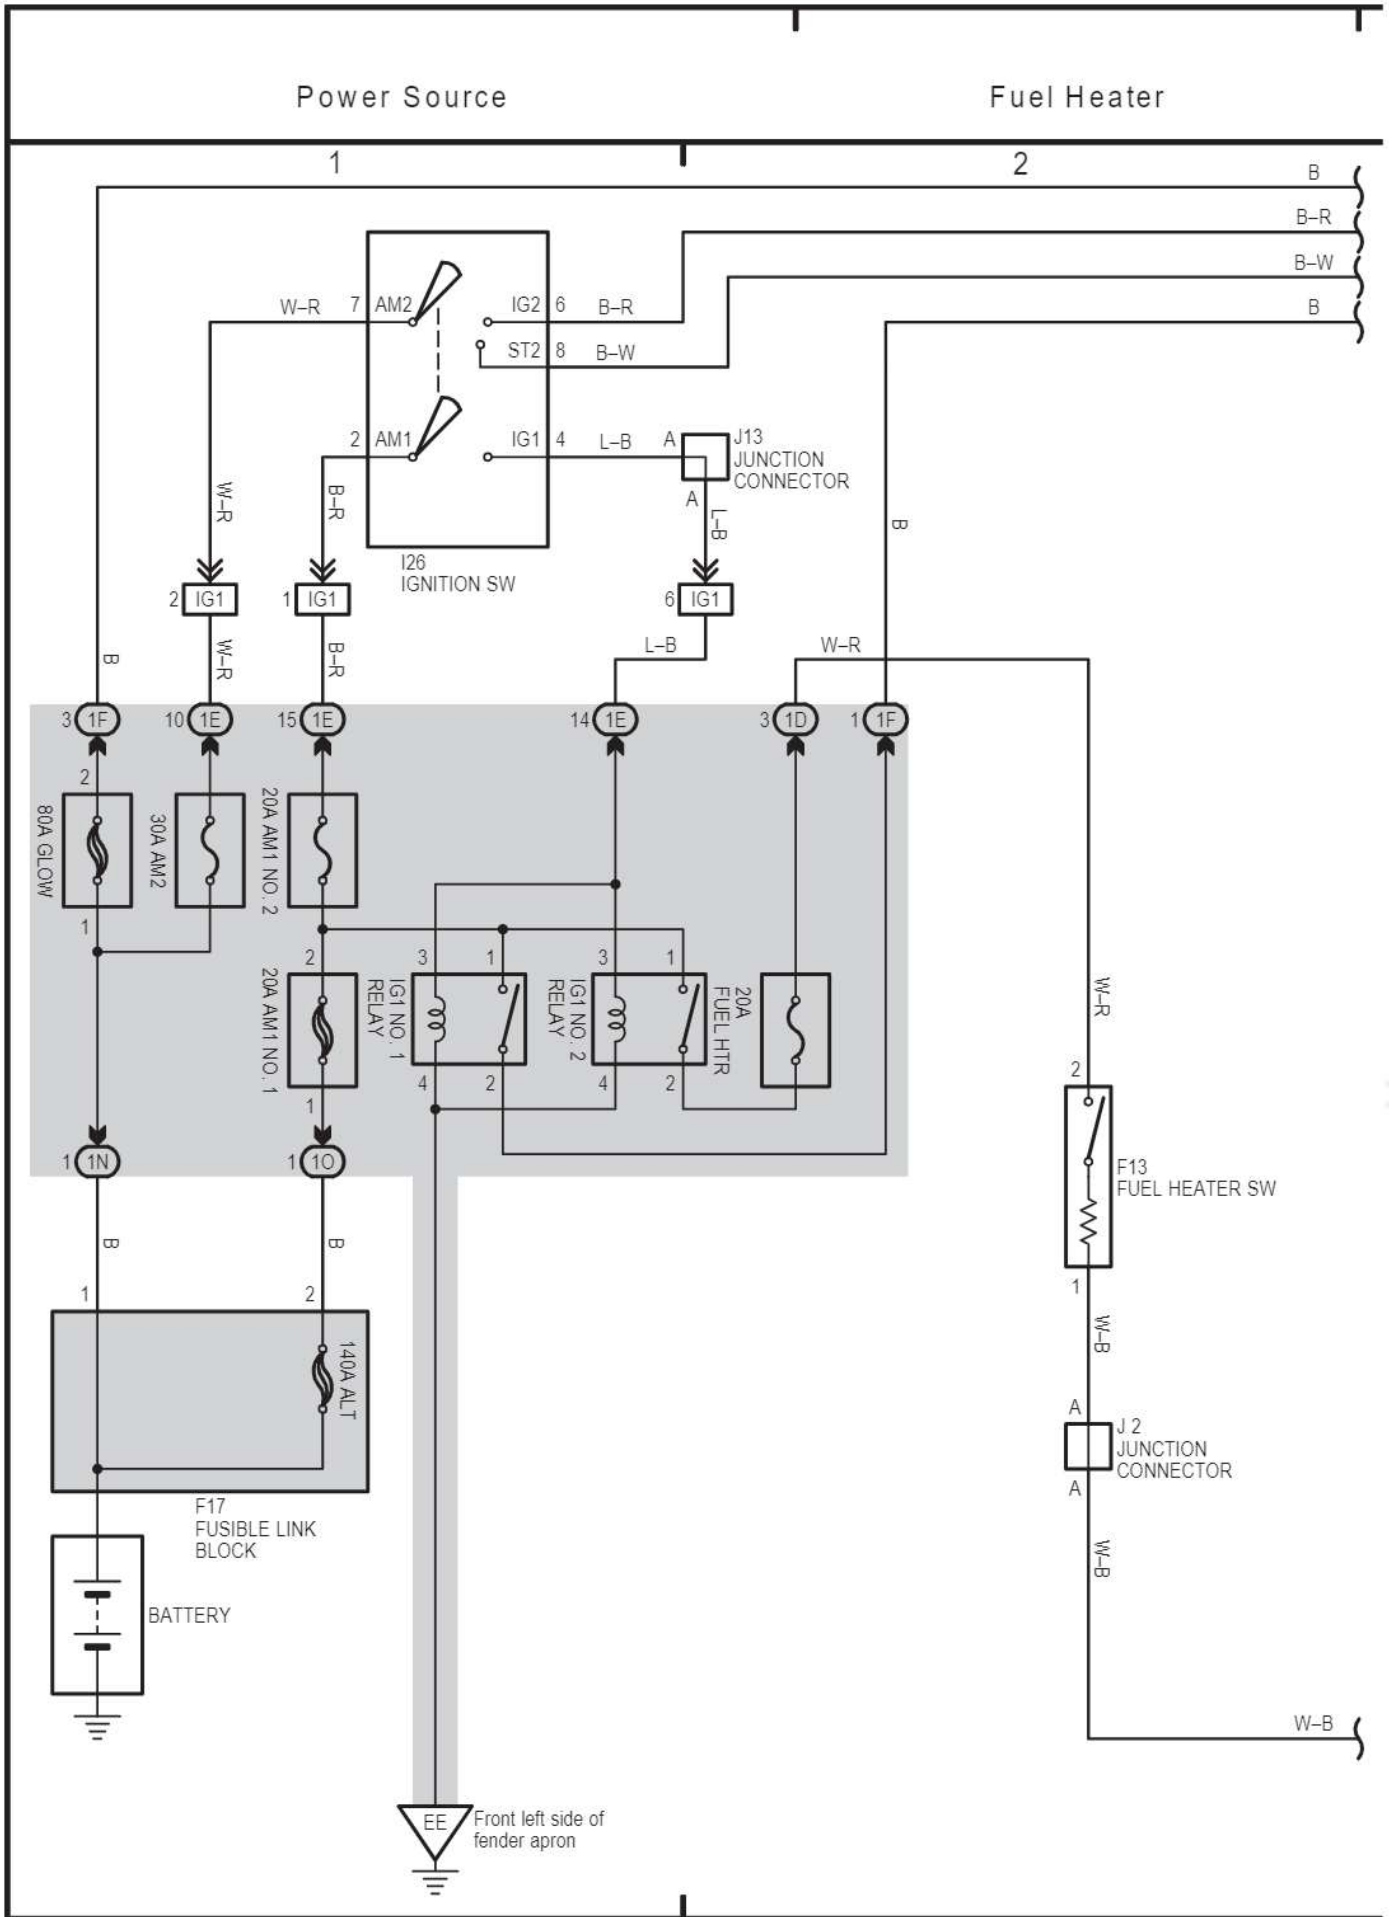 Power Source
Fuel Heater
1
2
B
B–R
B–W
B
W–R
7
AM2
IG2
6
B–R
ST2
8
B–W
2
AM1
IG1
4
L–B
A
J13
JUNCTION
CONNECTOR
A
W–R
B–R
L–B
B
I26
IGNITION SW
2
IG1
1
IG1
6
IG1
B
W–R
B–R
L–B
W–R
3
1F
10
1E
15
1E
14
1E
3
1D
1
1F
2
80A GLOW
30A AM2
20A AM1 NO. 2
1
2
20A AM1 NO. 1
3
1
IG1 NO. 1
RELAY
3
1
IG1 NO. 2
RELAY
20A
FUEL HTR
W–R
1
4
2
4
2
2
1
1N
1
1O
F13
FUEL HEATER SW
B
B
1
2
1
140A ALT
W–B
A
J 2
JUNCTION
CONNECTOR
A
F17
FUSIBLE LINK
BLOCK
W–B
BATTERY
W–B
EE
Front left side of
fender apron